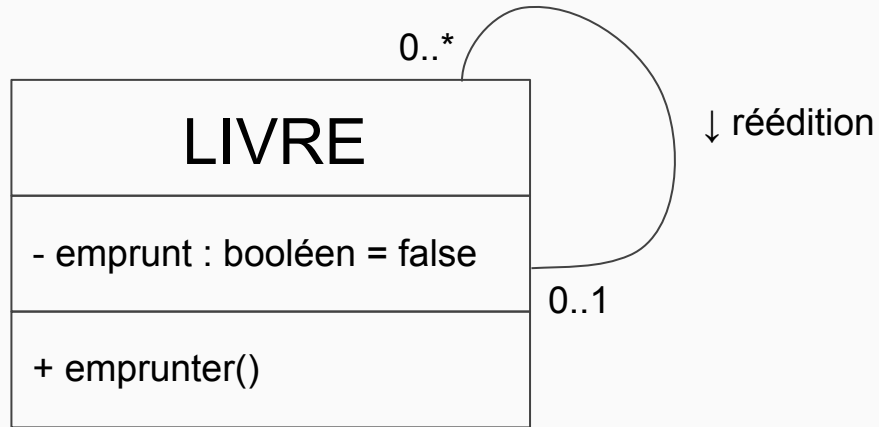 0..*
LIVRE
↓ réédition
- emprunt : booléen = false
0..1
+ emprunter()